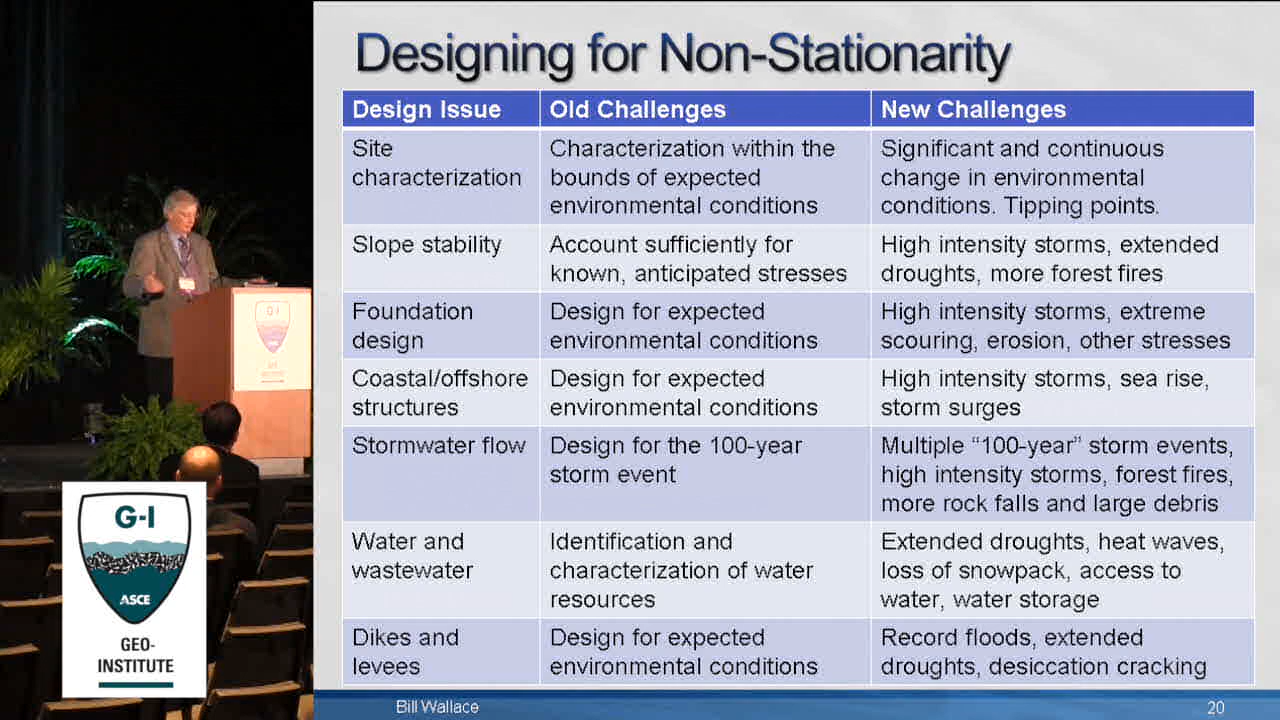 Designing for Non-Stationarity
Design Issue
Old Challenges
New Challenges
Site
characterization
Characterization within the
bounds of expected
environmental conditions
Significant and continuous
change in environmental
conditions. Tipping points.
Slope stability
Account sufficiently for
known, anticipated stresses
High intensity storms, extended
droughts, more forest fires
Foundation
design
Design for expected
environmental conditions
High intensity storms, extreme
scouring, erosion, other stresses
Coastal/offshore
structures
Design for expected
environmental conditions
High intensity storms, sea rise,
storm surges
Stormwater flow
Design for the 100-year
storm event
Multiple “100-year” storm events,
high intensity storms, forest fires,
more rock falls and large debris
Water and
wastewater
Identification and
characterization of water
resources
Extended droughts, heat waves,
loss of snowpack, access to
water, water storage
Dikes and
levees
Design for expected
environmental conditions
Record floods, extended
droughts, desiccation cracking
Bill Wallace
20
G-I
G-I
ASCE
GEO-
INSTITUTE